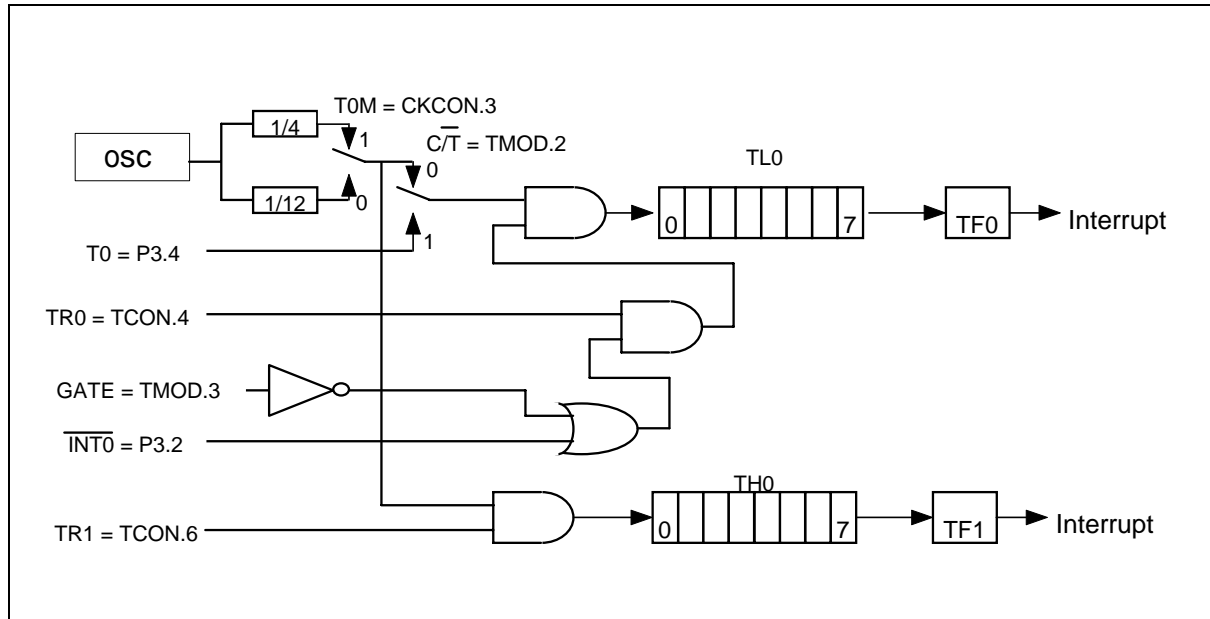 T0M = CKCON.3
1/4
1
C/T = TMOD.2
OSC
0
TL0
1/12
0
0 7
TF0
Interrupt
1
T0 = P3.4
TR0 = TCON.4
GATE = TMOD.3
INT0 = P3.2
TH0
0 7
TF1
Interrupt
TR1 = TCON.6